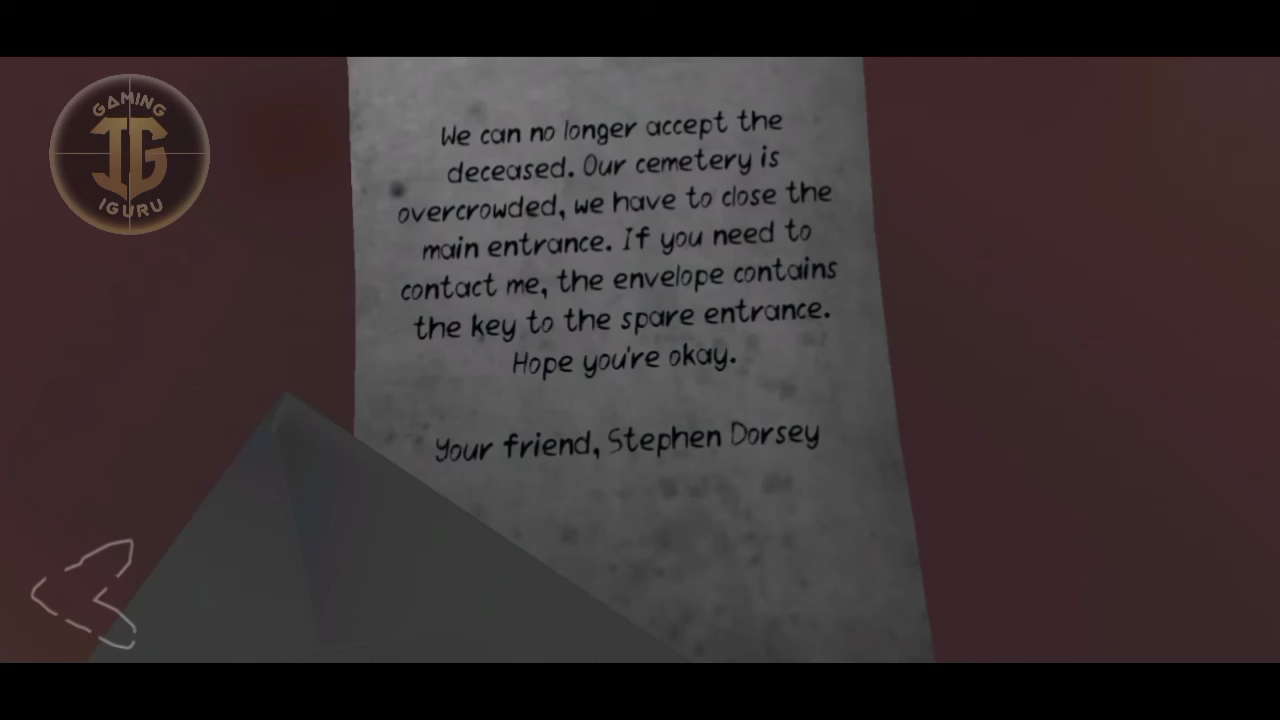 GAMING
IG
IGURU
We can no longer accept the
deceased. Our cemetery is
overcrowded, we have to close the
main entrance. If you need to
contact me, the envelope contains
the key to the spare entrance.
Hope you're okay.
Your friend, Stephen Dorsey